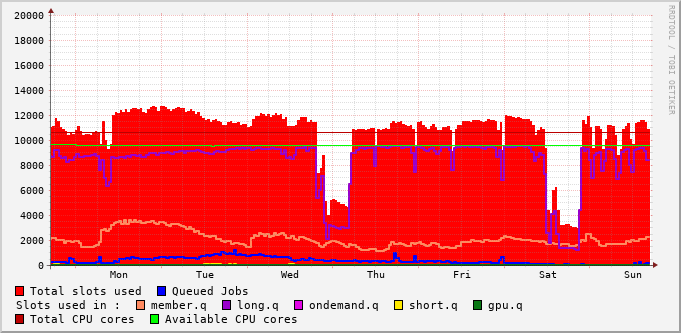 20000
18000
16000
14000
12000
10000
8000
6000
4000
2000
0
Mon Tue Wed Thu Fri Sat Sun
RRDTOOL / TOBI OETIKER
Total slots used Queued Jobs
Slots used in : member.q long.q ondemand.q short.q gpu.q
Total CPU cores Available CPU cores